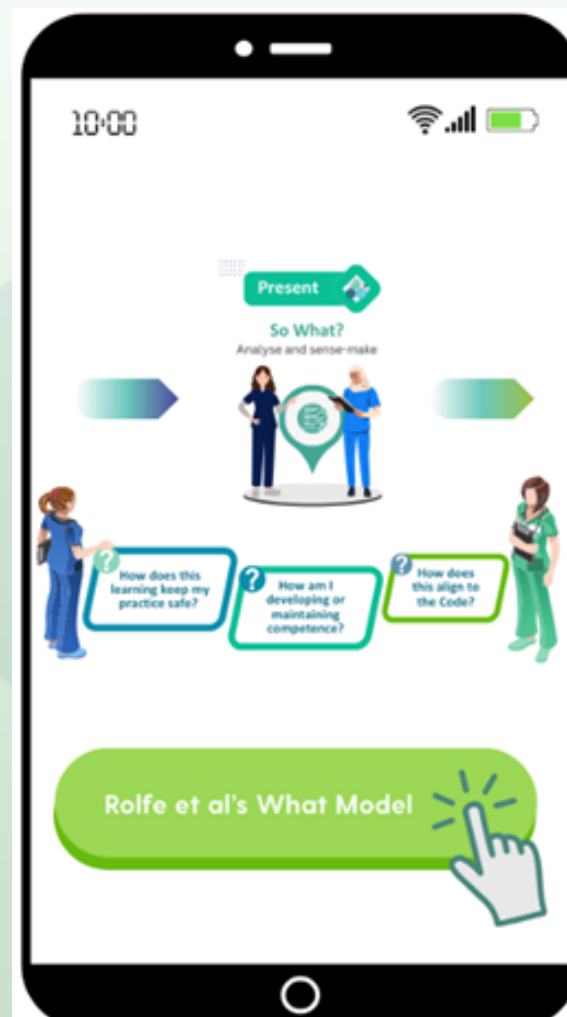 10:00
Present
So What?
Analyse and sense-make
?
How does this
learning keep my
practice safe?
?
How am I
developing or
maintaining
competence?
?
How does
this align to
the Code?
Rolfe et al's What Model